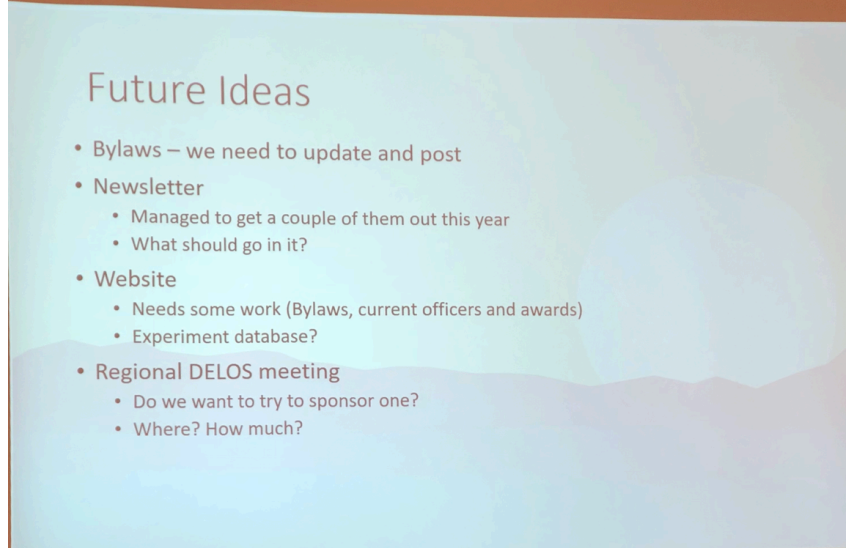 Future Ideas
• Bylaws – we need to update and post
• Newsletter
• Managed to get a couple of them out this year
• What should go in it?
• Website
• Needs some work (Bylaws, current officers and awards)
• Experiment database?
• Regional DELOS meeting
• Do we want to try to sponsor one?
• Where? How much?